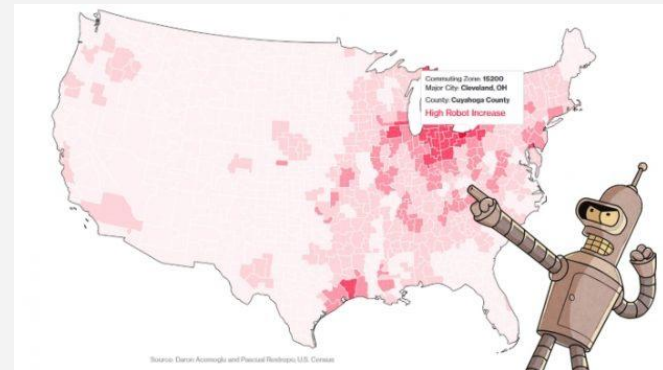 Commuting Zone: 15200
Major City: Cleveland, OH
County: Cuyahoga County
High Robot Increase
Source: Daron Acemoglu and Pascual Restrepo; U.S. Census